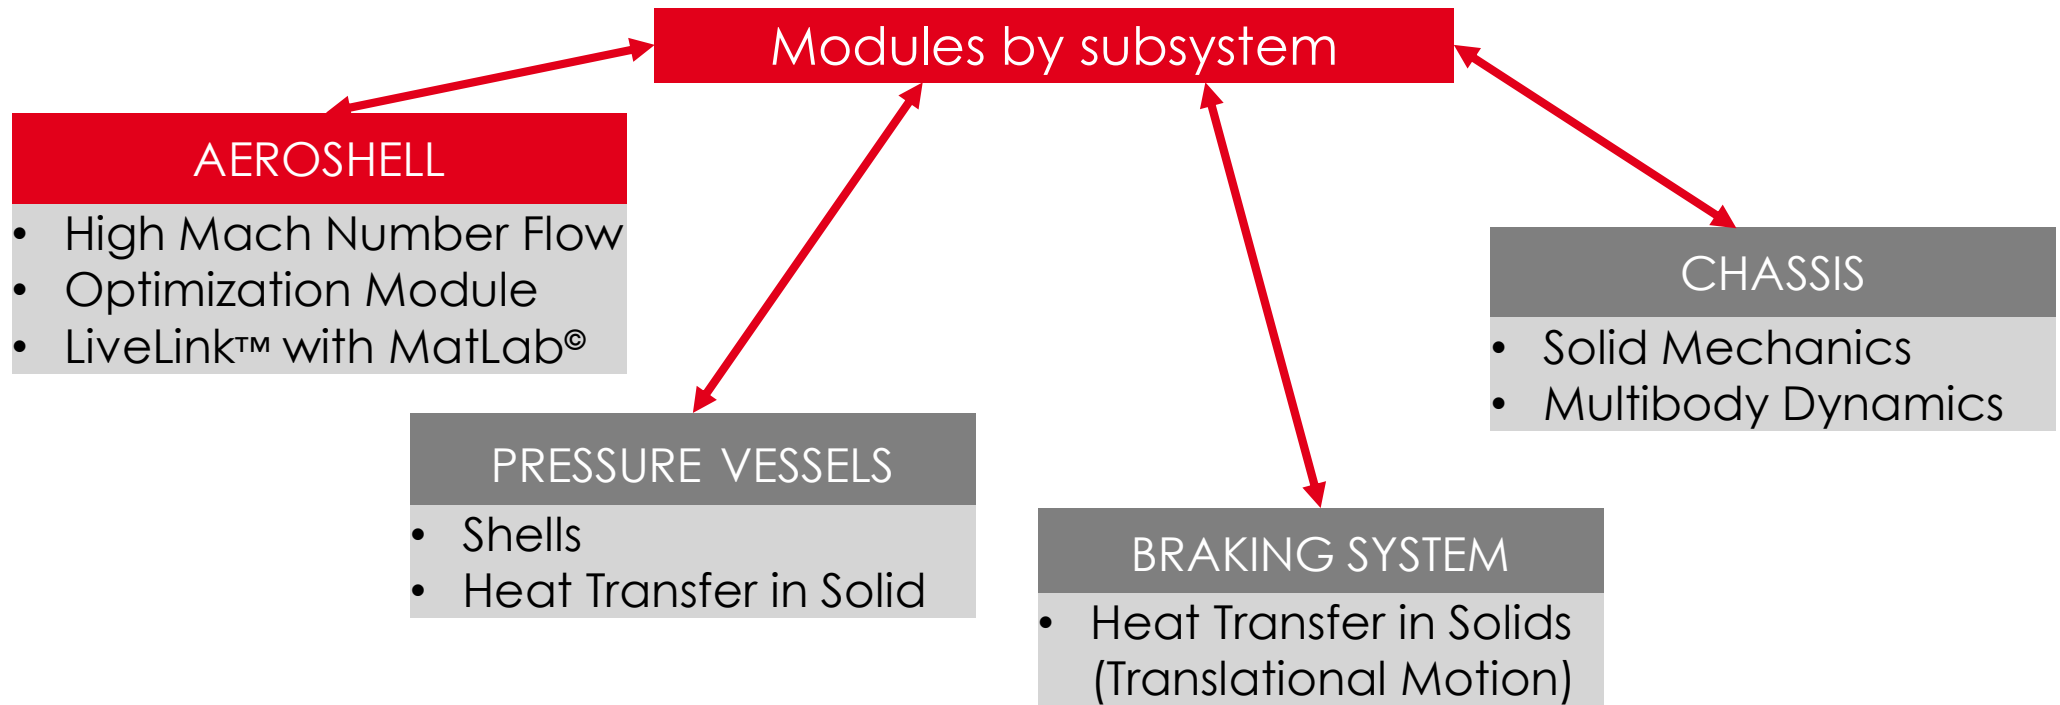 Modules by subsystem
AEROSHELL
• High Mach Number Flow
• Optimization Module
• LiveLink™ with MatLab©
PRESSURE VESSELS
• Shells
• Heat Transfer in Solid
BRAKING SYSTEM
• Heat Transfer in Solids
(Translational Motion)
CHASSIS
• Solid Mechanics
• Multibody Dynamics